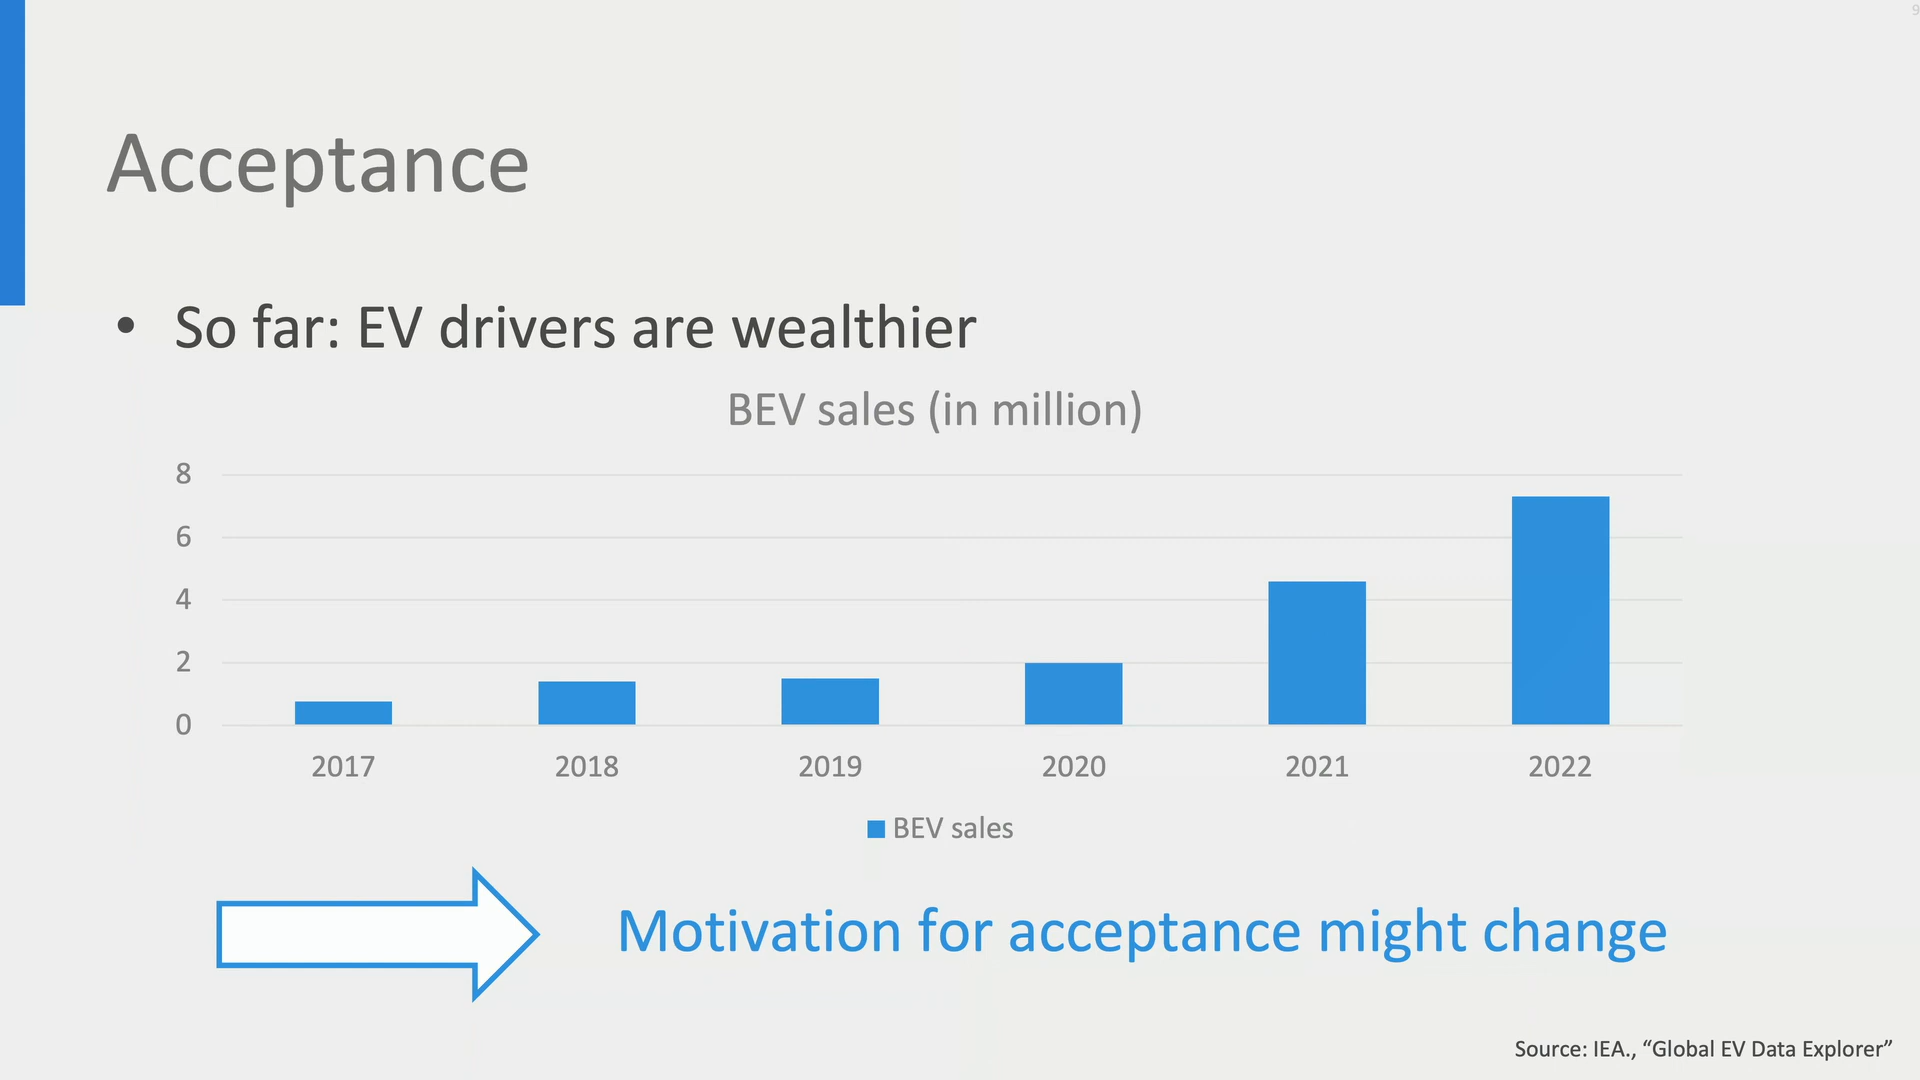 9
Acceptance
• So far: EV drivers are wealthier
BEV sales (in million)
8
6
4
2
0
2017 2018 2019 2020 2021 2022
BEV sales
Motivation for acceptance might change
Source: IEA., “Global EV Data Explorer”